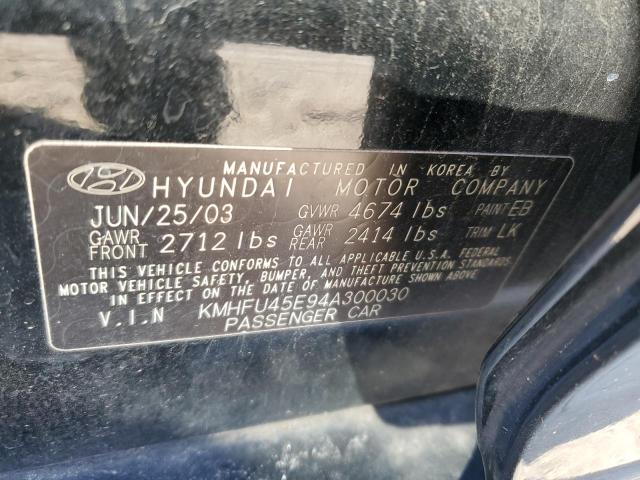 MANUFACTURED IN KOREA BY
HYUNDAI MOTOR COMPANY
JUN/25/03 GVWR 4674 lbs PAINT EB
GAWR FRONT 2712 lbs GAWR REAR 2414 lbs TRIM LK
THIS VEHICLE CONFORMS TO ALL APPLICABLE U.S.A. FEDERAL
MOTOR VEHICLE SAFETY, BUMPER, AND THEFT PREVENTION STANDARDS
IN EFFECT ON THE DATE OF MANUFACTURE SHOWN ABOVE.
V.I.N KMHFU45E94A300030
PASSENGER CAR